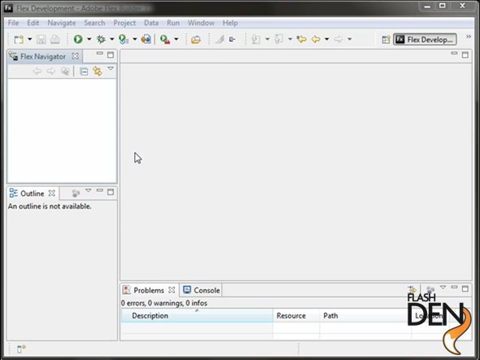 Flex Development - Adobe Flex Builder
File Navigate Search Project Data Run Window Help
Flex Develop...
Flex Navigator
Outline
An outline is not available.
Problems Console
0 errors, 0 warnings, 0 infos
Description Resource Path
FLASH
DEN